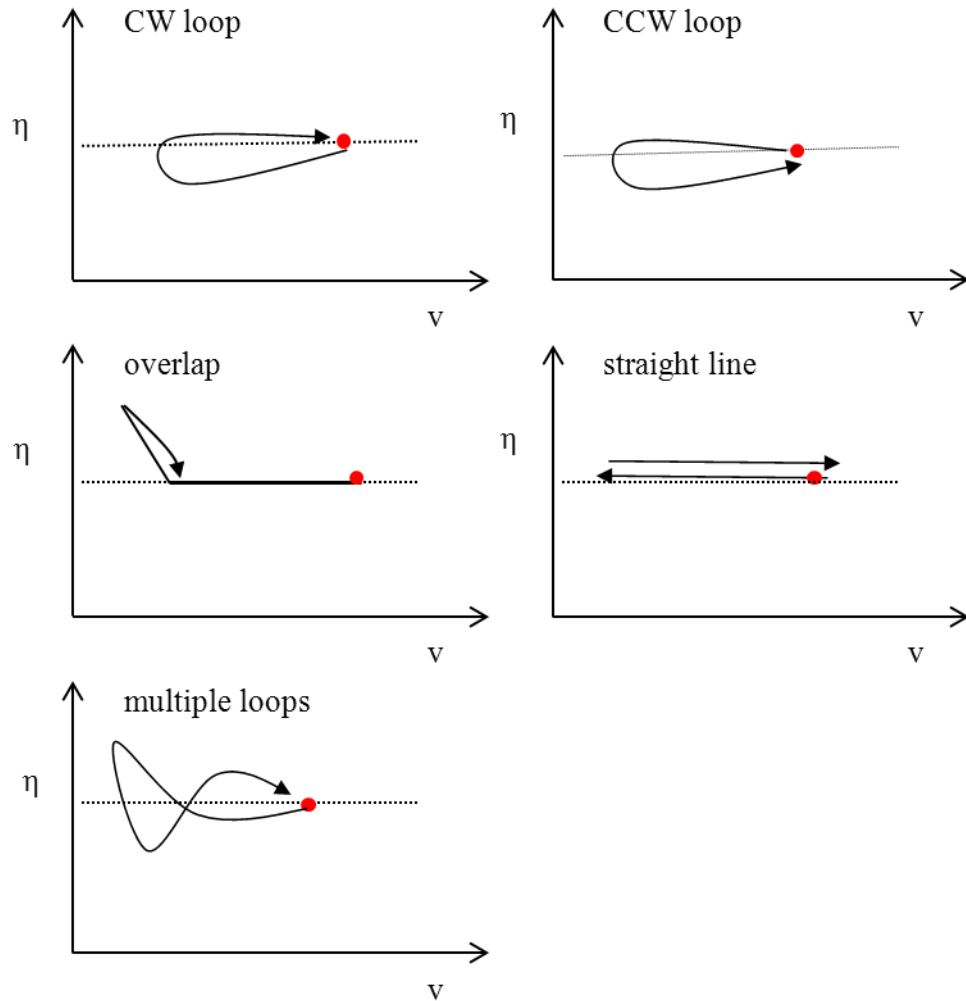 CW loop
η
v
CCW loop
η
v
overlap
η
v
straight line
η
v
multiple loops
η
v